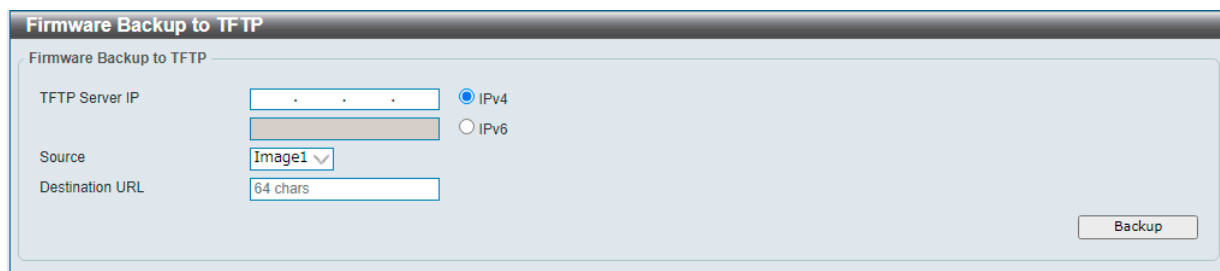 Firmware Backup to TFTP
Firmware Backup to TFTP
TFTP Server IP . . . IPv4
IPv6
Source Image1
Destination URL 64 chars
Backup